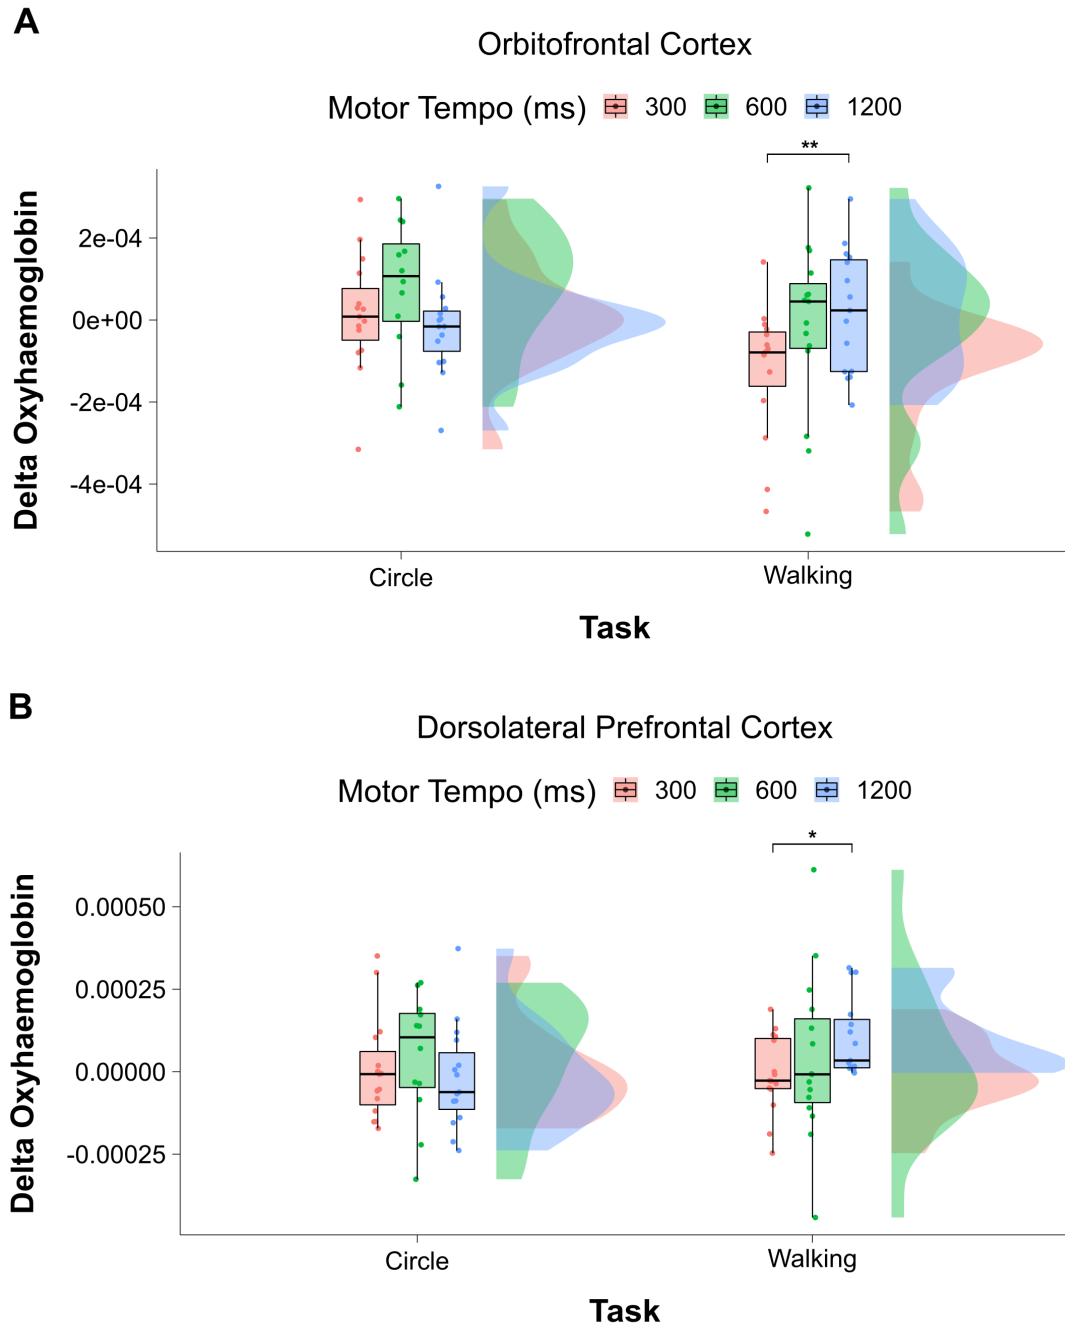 A
Orbitofrontal Cortex
Motor Tempo (ms) 300 600 1200
**
Delta Oxyhaemoglobin
2e-04
0e+00
-2e-04
-4e-04
Circle Walking
Task
B
Dorsolateral Prefrontal Cortex
Motor Tempo (ms) 300 600 1200
*
Delta Oxyhaemoglobin
0.00050
0.00025
0.00000
-0.00025
Circle Walking
Task